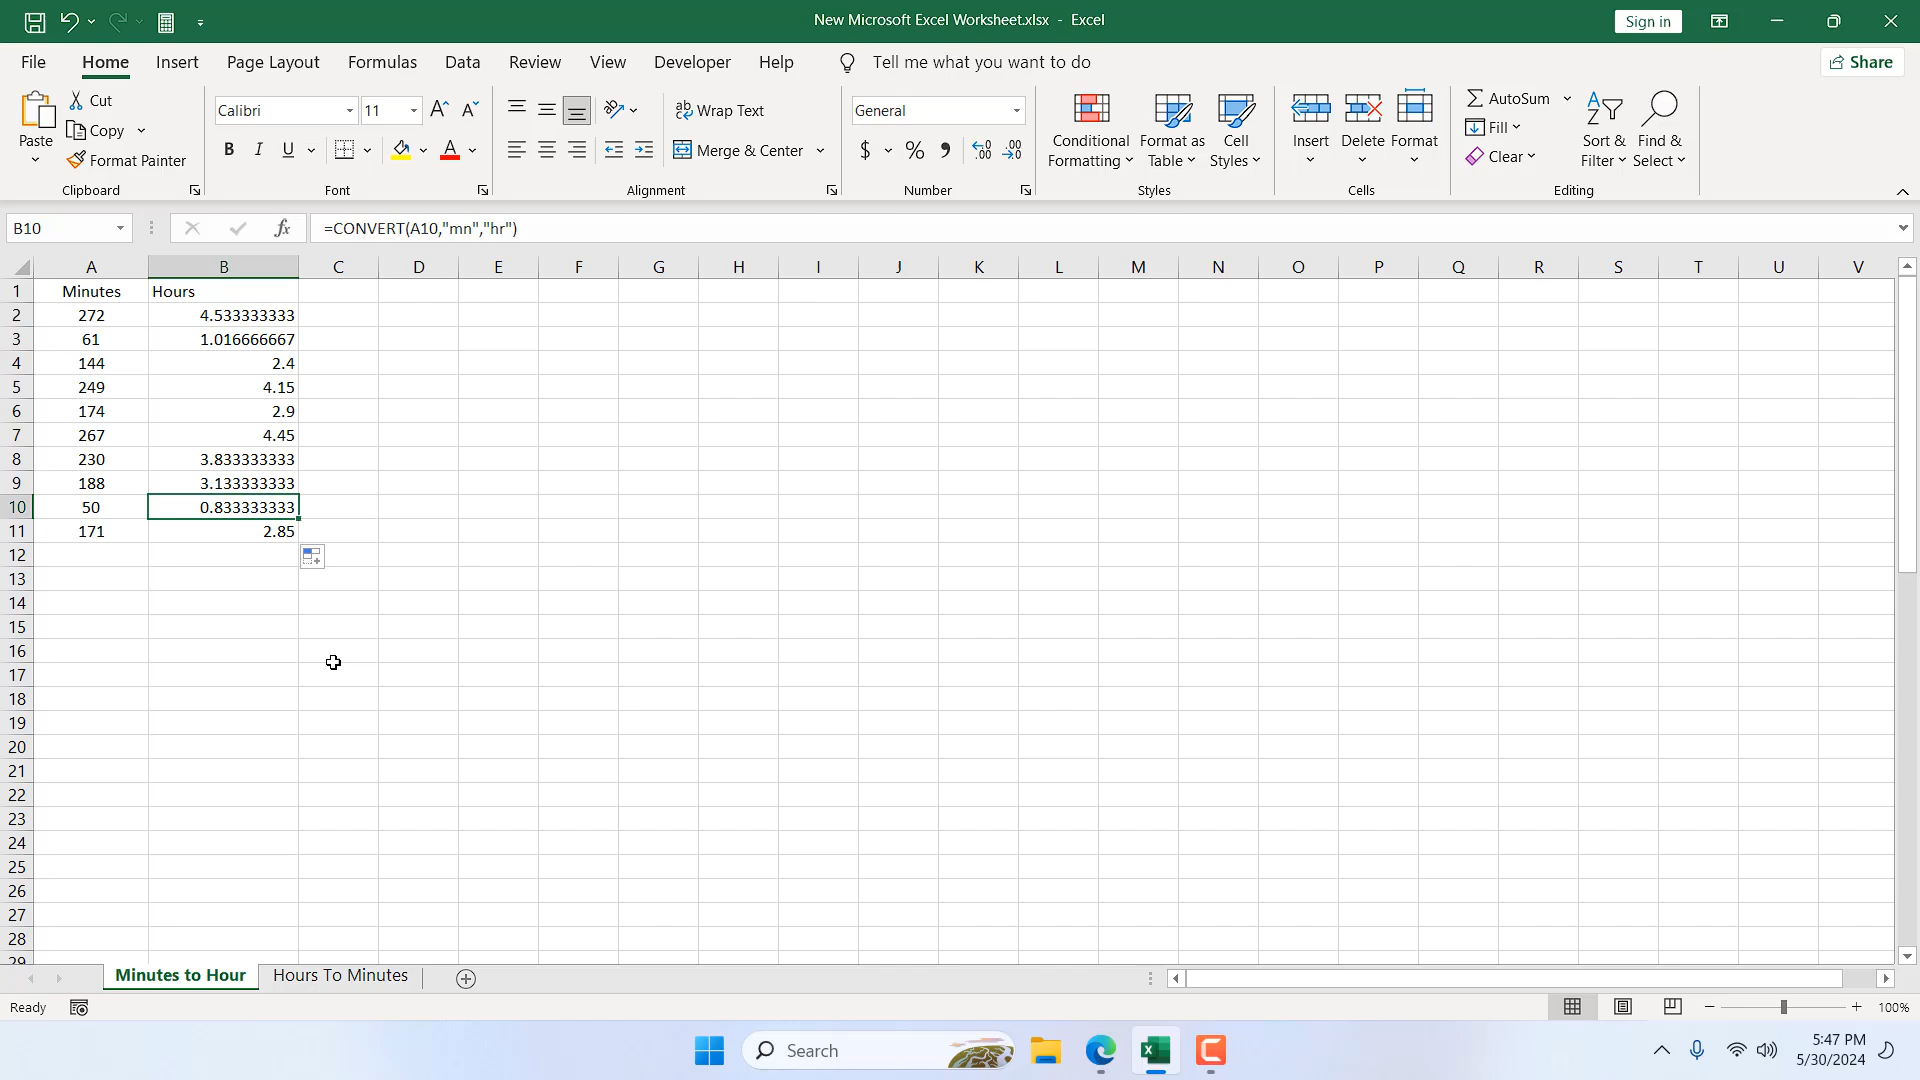 New Microsoft Excel Worksheet.xlsx - Excel
Sign in
File Home Insert Page Layout Formulas Data Review View Developer Help Tell me what you want to do
Share
Paste
Cut
Copy
Format Painter
Clipboard
Calibri 11
B I U A
Font
Wrap Text
Merge & Center
Alignment
General
$ % , .00 .00
Number
Conditional Formatting
Format as Table
Cell Styles
Styles
Insert Delete Format
Cells
AutoSum
Fill
Clear
Sort & Filter
Find & Select
Editing
B10 fx =CONVERT(A10,"mn","hr")
A B C D E F G H I J K L M N O P Q R S T U V
1 Minutes Hours
2 272 4.533333333
3 61 1.016666667
4 144 2.4
5 249 4.15
6 174 2.9
7 267 4.45
8 230 3.833333333
9 188 3.133333333
10 50 0.833333333
11 171 2.85
12
13
14
15
16
17
18
19
20
21
22
23
24
25
26
27
28
29
Minutes to Hour Hours To Minutes
Ready
100%
Search
5:47 PM
5/30/2024